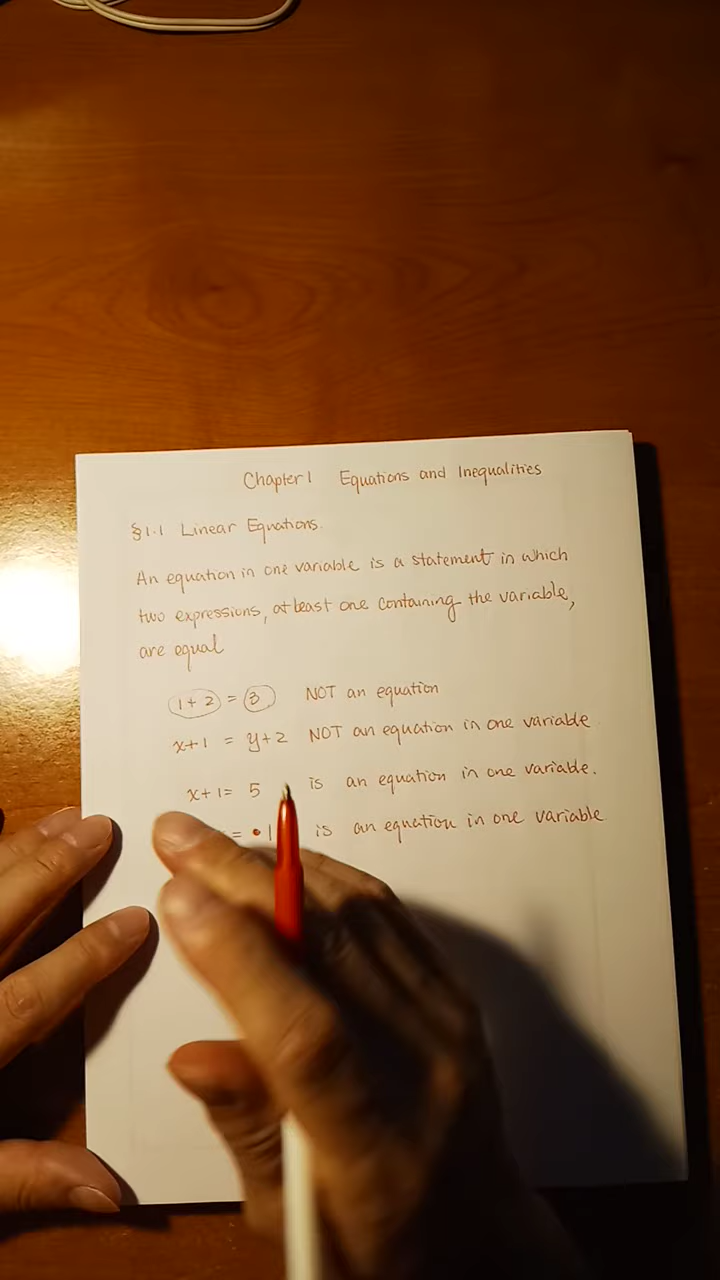 Chapter 1 Equations and Inequalities
§1.1 Linear Equations.
An equation in one variable is a statement in which
two expressions, at least one containing the variable,
are equal
1+2 = 3 NOT an equation
x+1 = y+2 NOT an equation in one variable
x+1= 5 is an equation in one variable.
= •1 is an equation in one variable